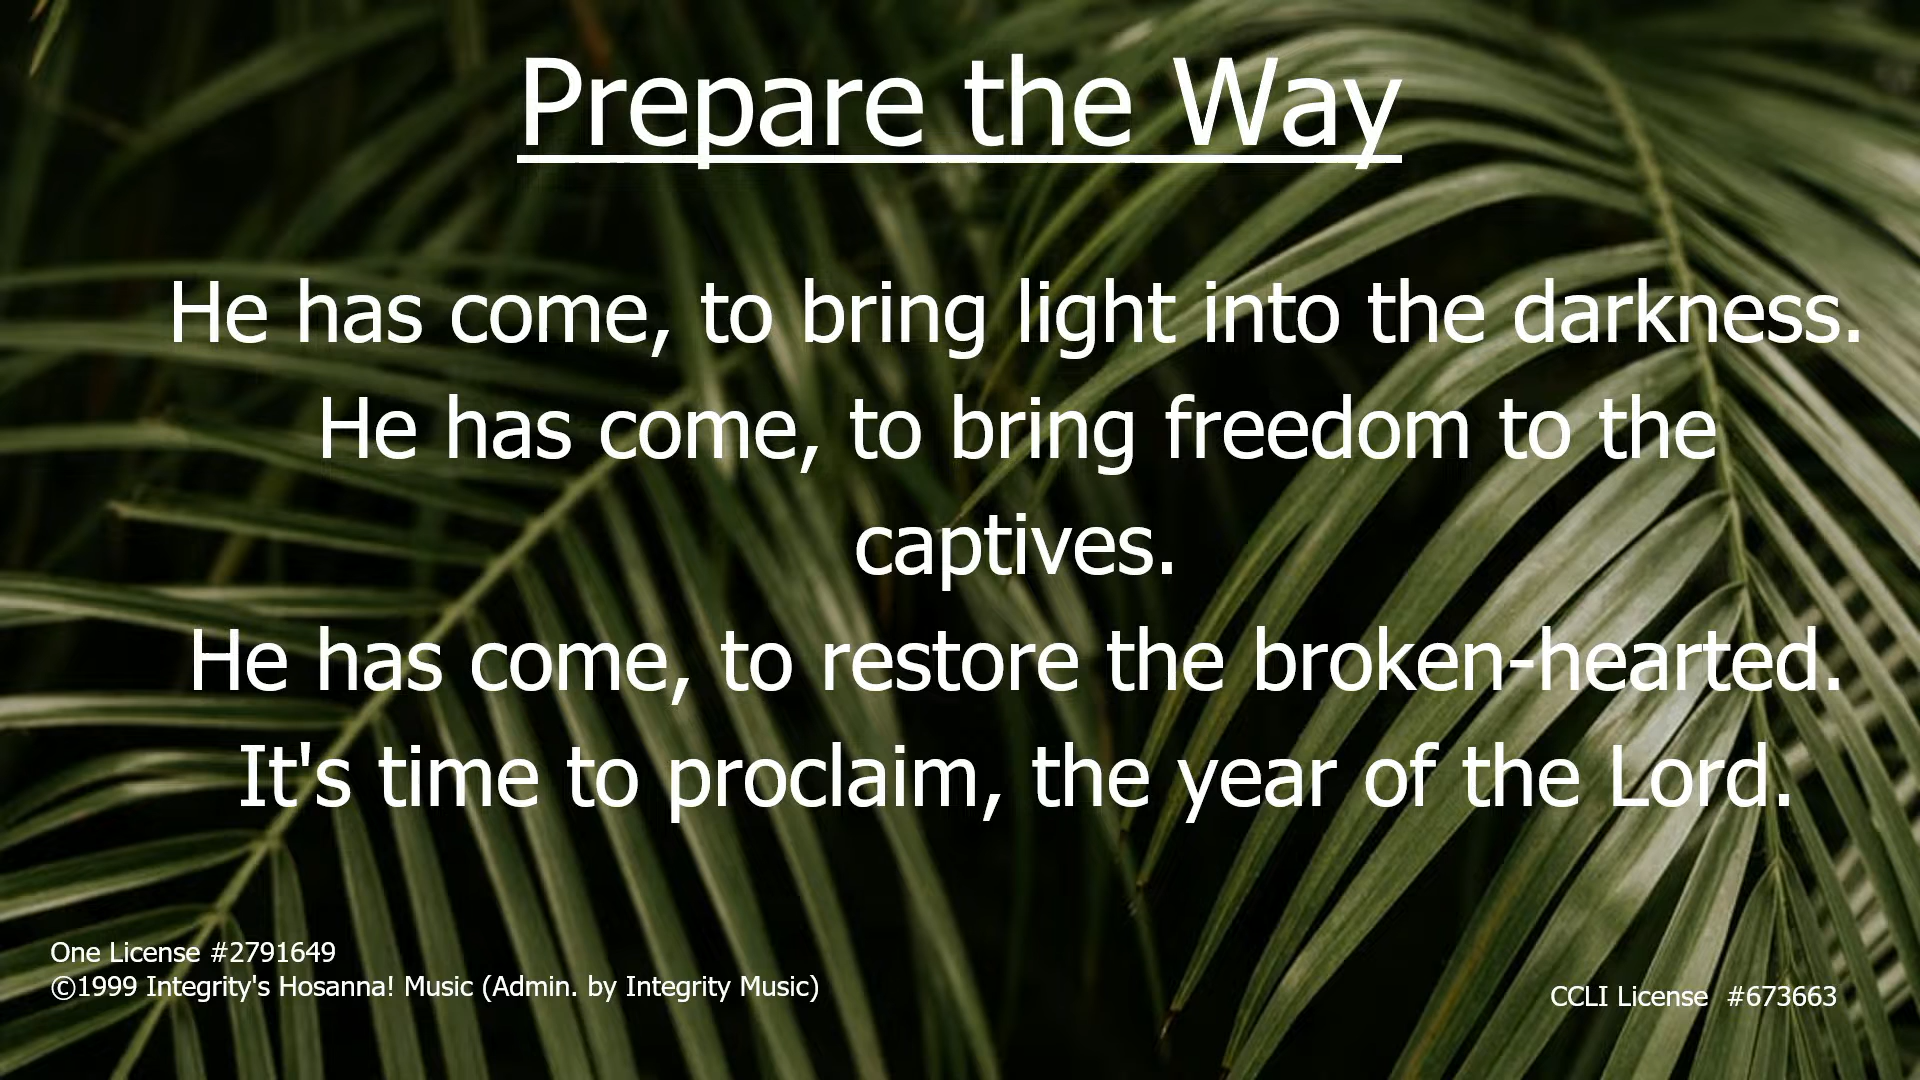 Prepare the Way
He has come, to bring light into the darkness.
He has come, to bring freedom to the
captives.
He has come, to restore the broken-hearted.
It's time to proclaim, the year of the Lord.
One License #2791649
©1999 Integrity's Hosanna! Music (Admin. by Integrity Music)
CCLI License  #673663